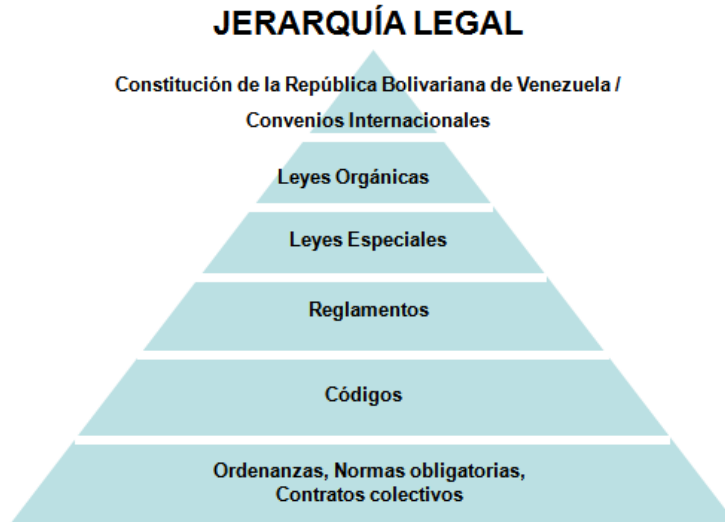 JERARQUÍA LEGAL
Constitución de la República Bolivariana de Venezuela /
Convenios Internacionales
Leyes Orgánicas
Leyes Especiales
Reglamentos
Códigos
Ordenanzas, Normas obligatorias,
Contratos colectivos